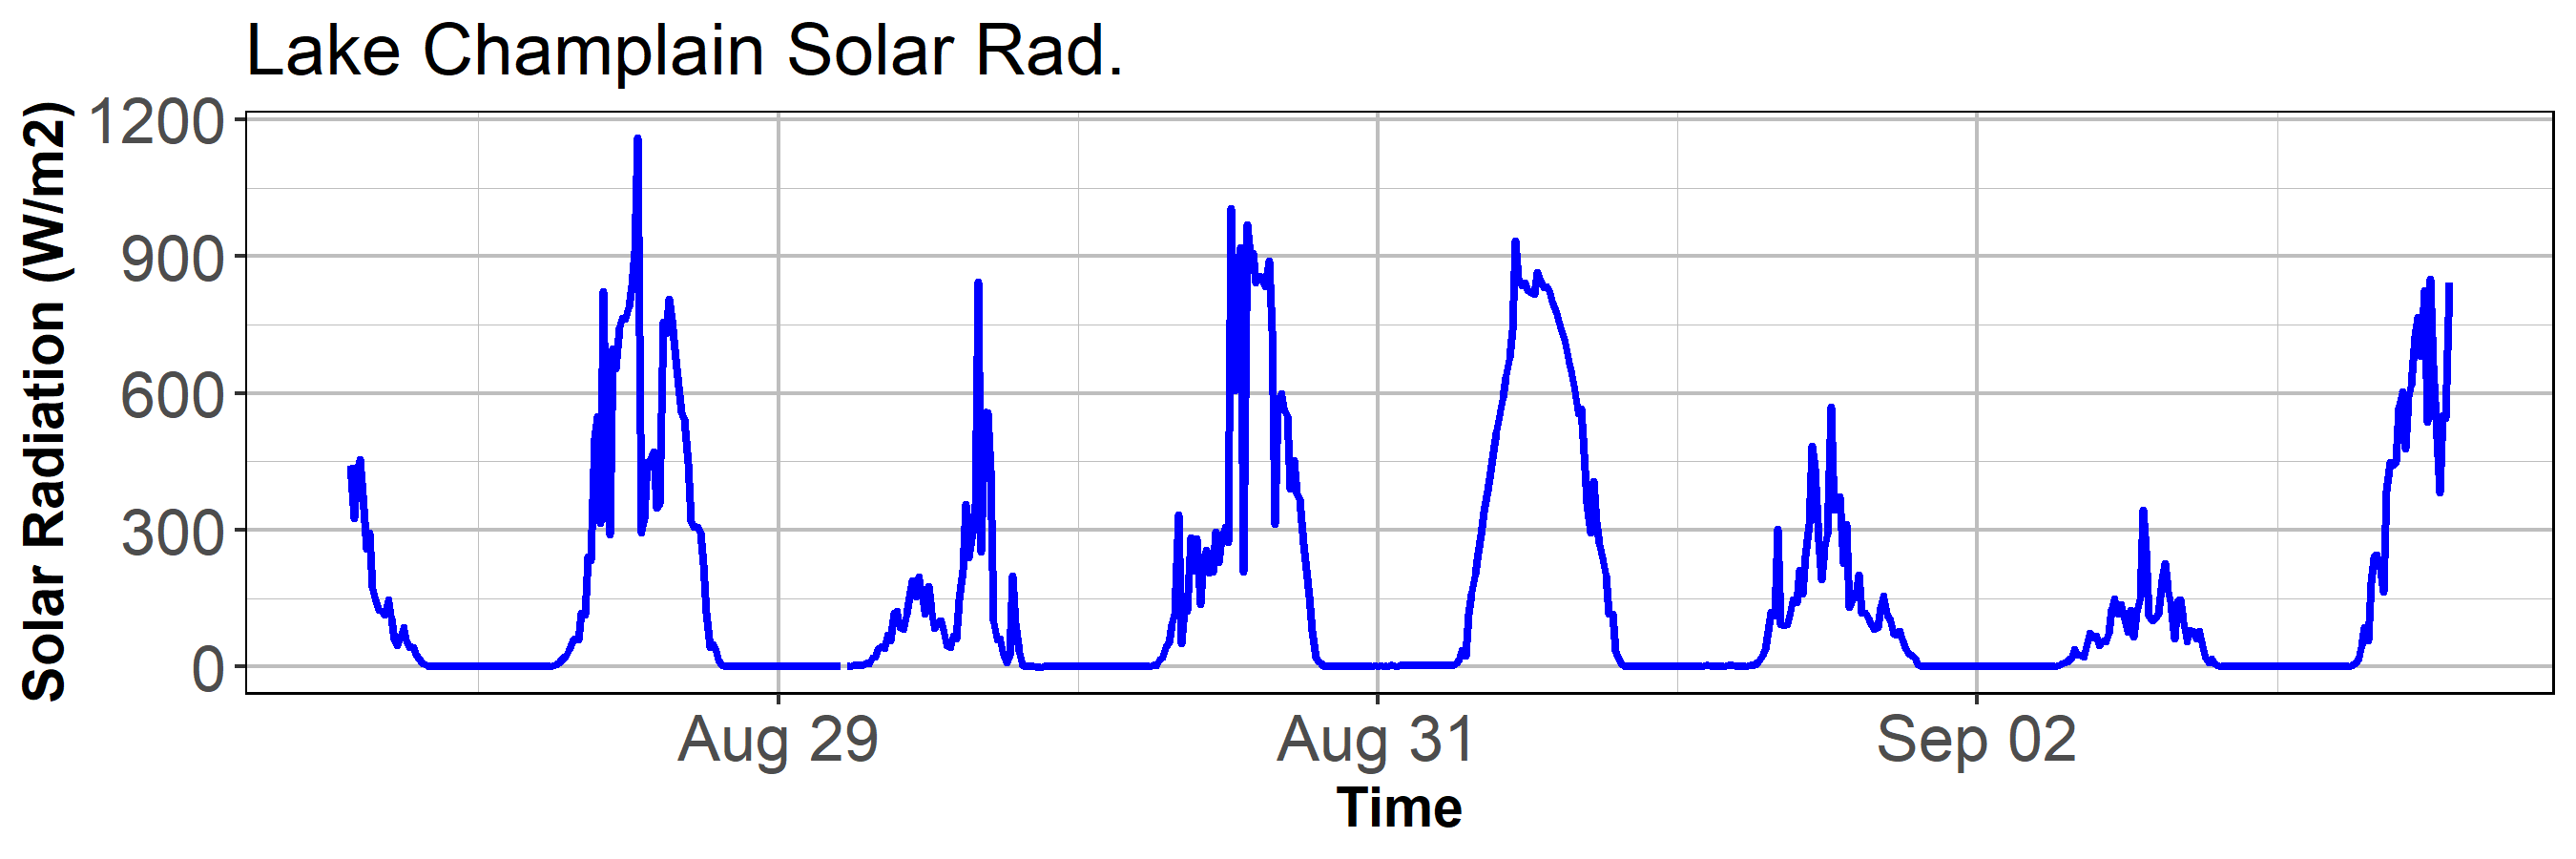 Lake Champlain Solar Rad.
Solar Radiation (W/m2)
1200
900
600
300
0
Aug 29
Aug 31
Sep 02
Time